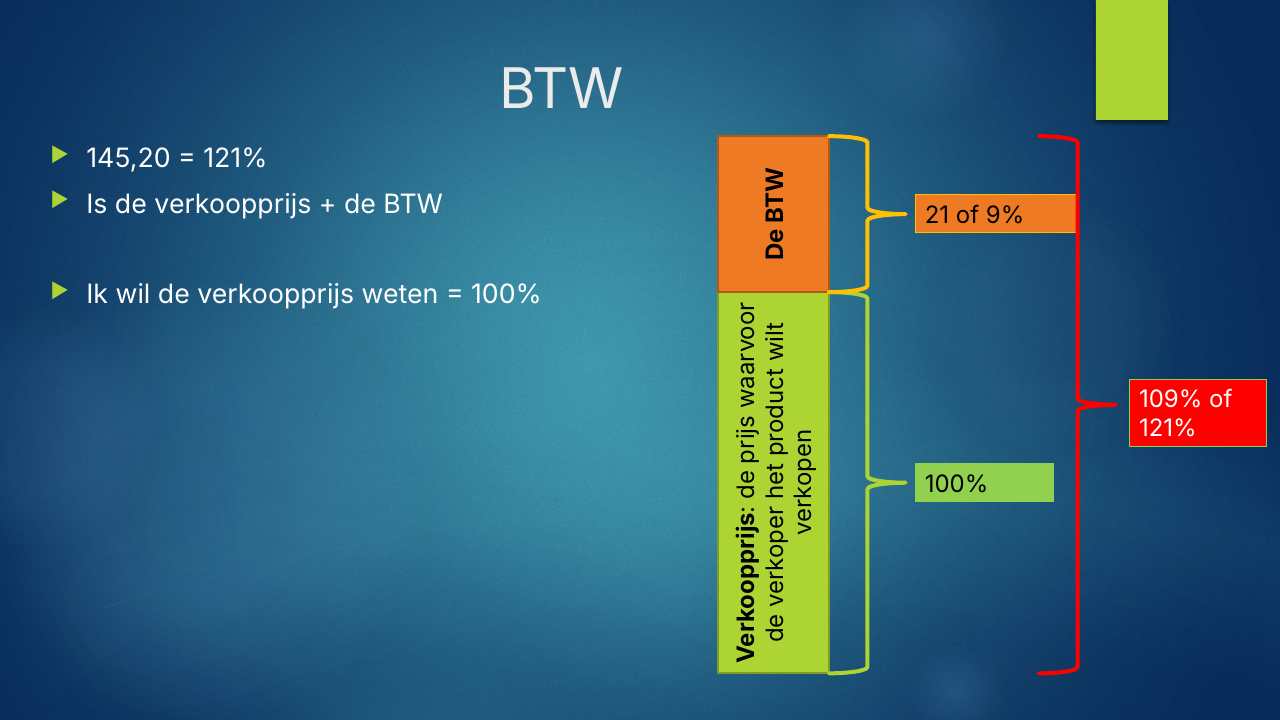 BTW
145,20 = 121%
Is de verkoopprijs + de BTW
Ik wil de verkoopprijs weten = 100%
De BTW
21 of 9%
Verkoopprijs: de prijs waarvoor
de verkoper het product wilt
verkopen
100%
109% of
121%